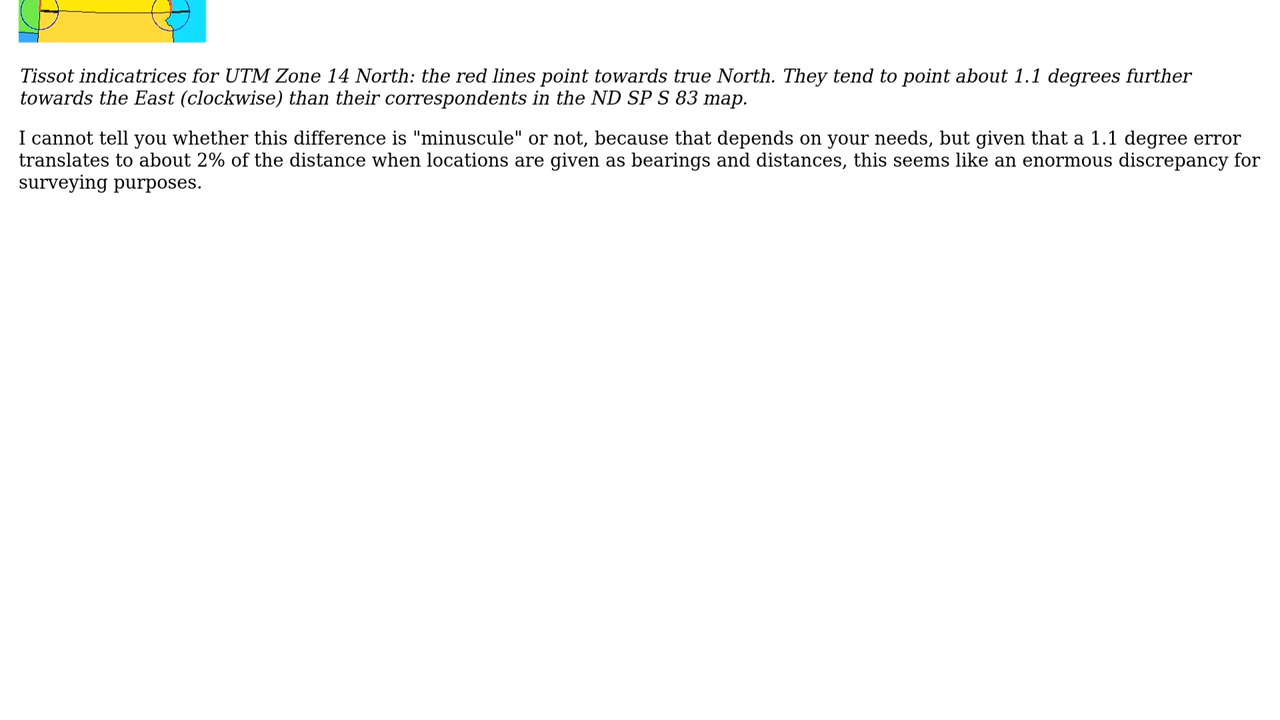 Tissot indicatrices for UTM Zone 14 North: the red lines point towards true North. They tend to point about 1.1 degrees further
towards the East (clockwise) than their correspondents in the ND SP S 83 map.
I cannot tell you whether this difference is "minuscule" or not, because that depends on your needs, but given that a 1.1 degree error
translates to about 2% of the distance when locations are given as bearings and distances, this seems like an enormous discrepancy for
surveying purposes.